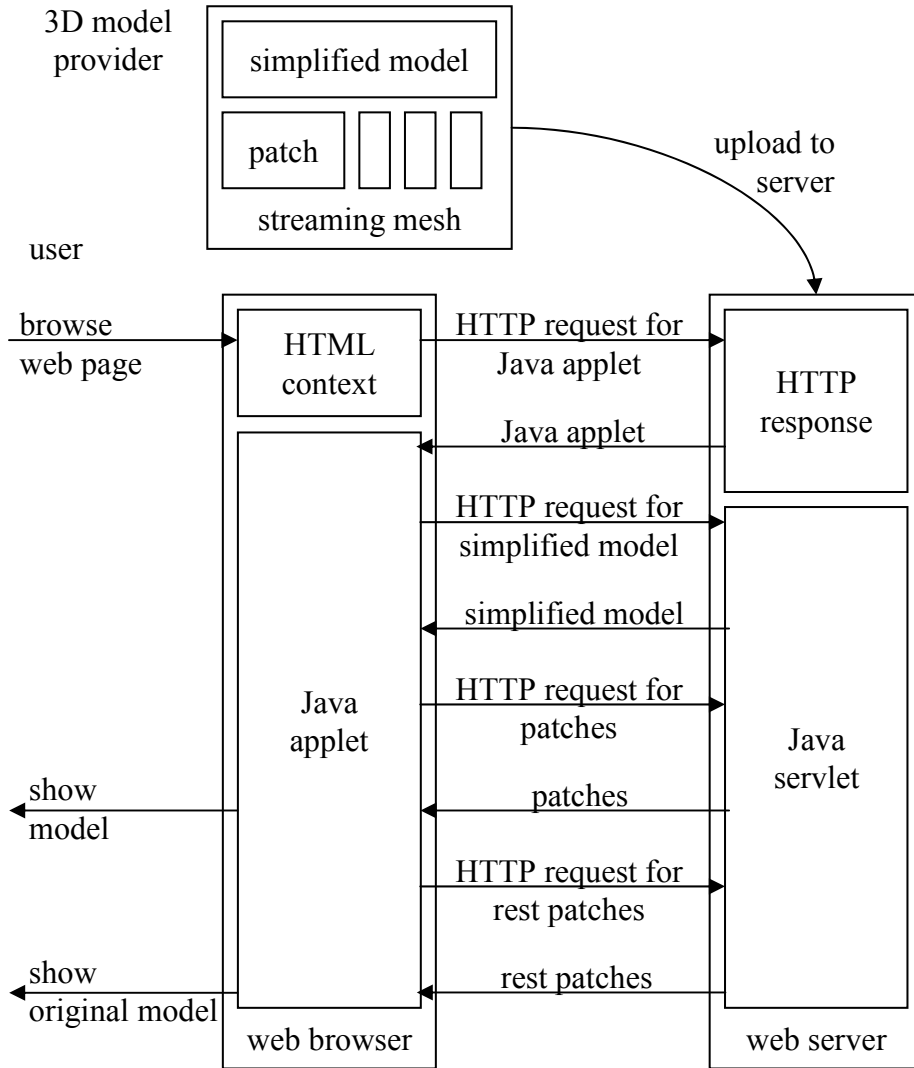 3D model
provider
simplified model
patch
streaming mesh
upload to
server
user
browse
web page
HTML
context
HTTP request for
Java applet
HTTP
response
Java applet
HTTP request for
simplified model
simplified model
HTTP request for
patches
Java
applet
Java
servlet
show
model
patches
HTTP request for
rest patches
show
original model
rest patches
web browser
web server